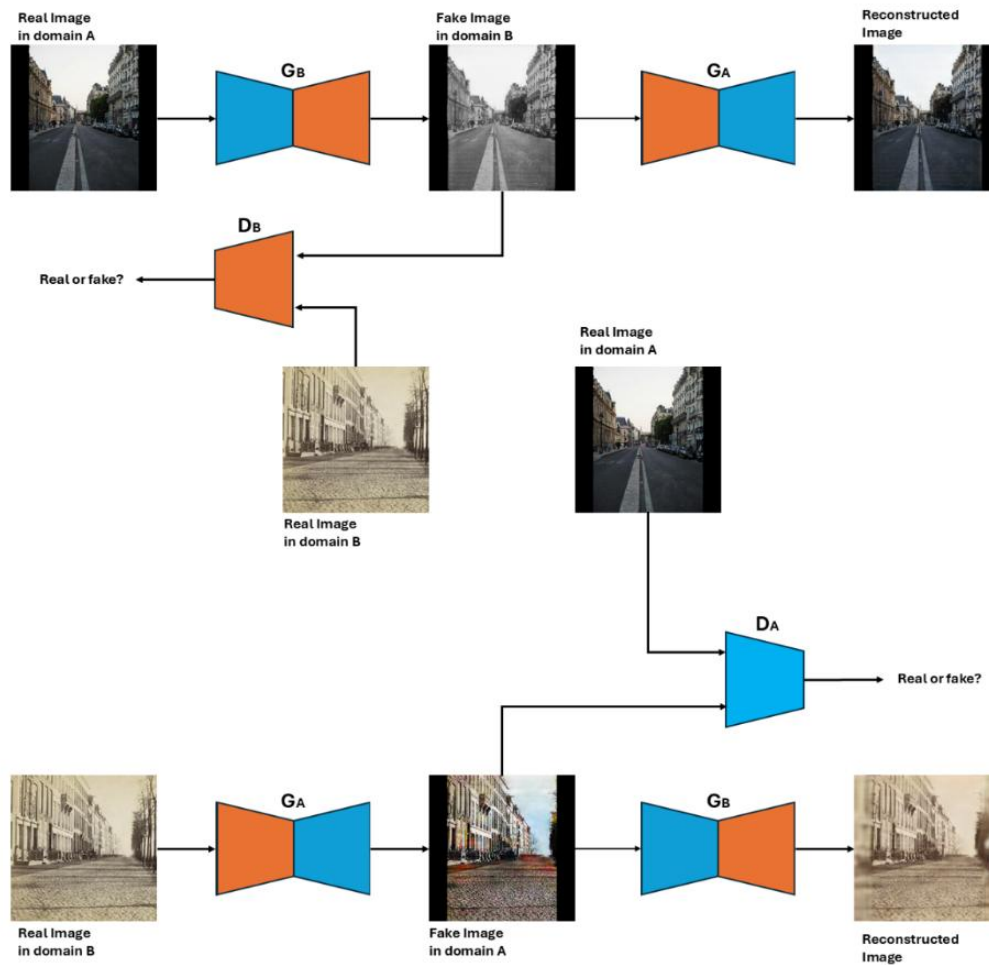 Real Image
in domain A
Fake Image
in domain B
Reconstructed
Image
GB
GA
DB
Real or fake?
Real Image
in domain A
Real Image
in domain B
DA
Real or fake?
GA
GB
Real Image
in domain B
Fake Image
in domain A
Reconstructed
Image